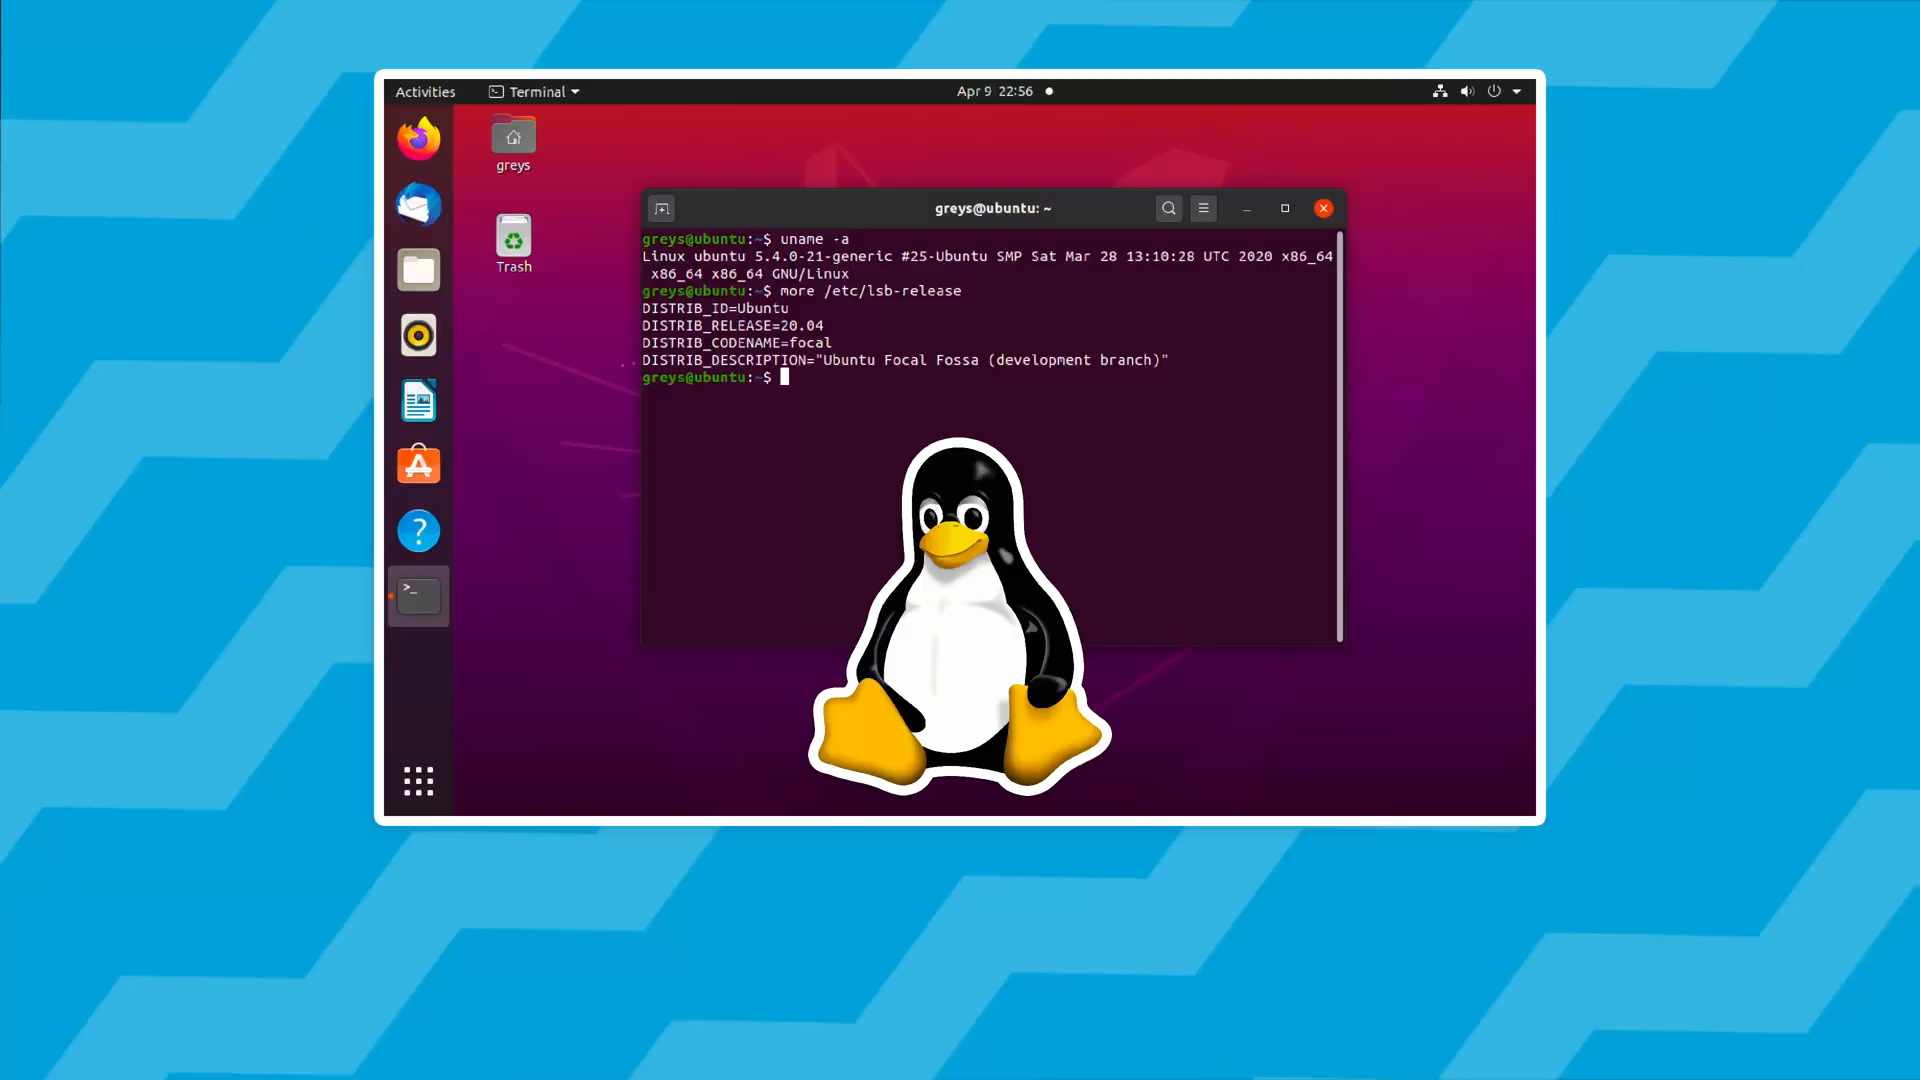 Activities Terminal Apr 9 22:56
greys
Trash
greys@ubuntu: ~
greys@ubuntu:~$ uname -a
Linux ubuntu 5.4.0-21-generic #25-Ubuntu SMP Sat Mar 28 13:10:28 UTC 2020 x86_64
x86_64 x86_64 GNU/Linux
greys@ubuntu:~$ more /etc/lsb-release
DISTRIB_ID=Ubuntu
DISTRIB_RELEASE=20.04
DISTRIB_CODENAME=focal
DISTRIB_DESCRIPTION="Ubuntu Focal Fossa (development branch)"
greys@ubuntu:~$